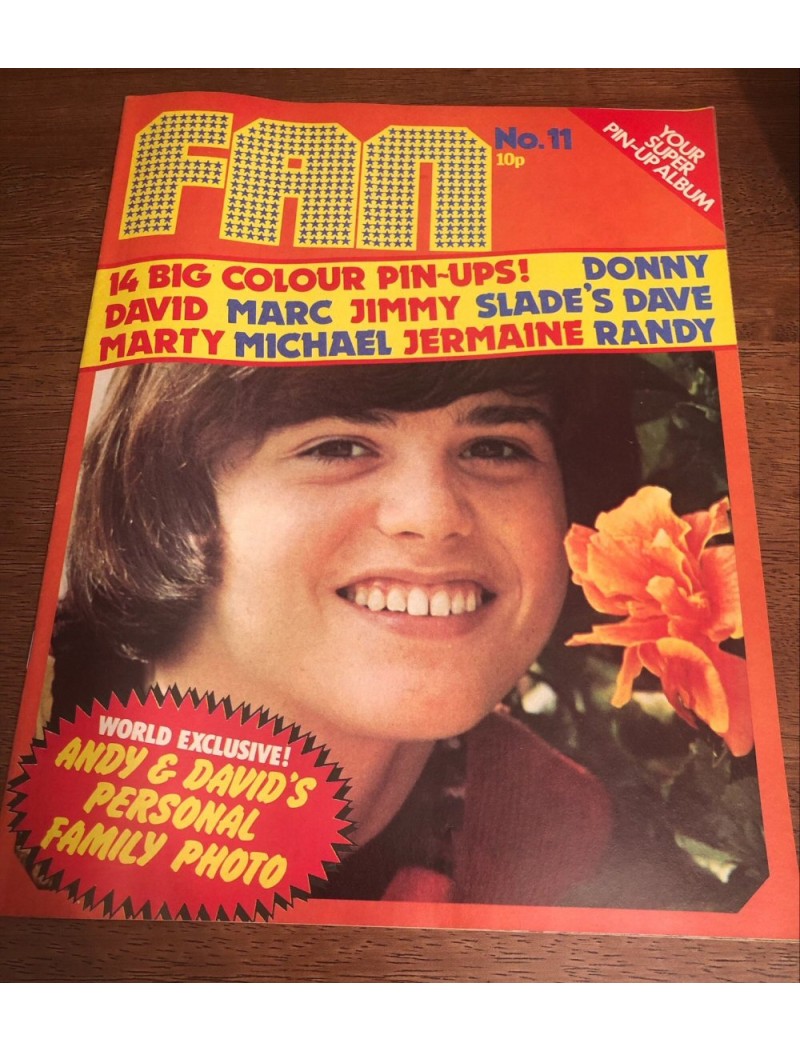 FAN
No.11
10p
YOUR
SUPER
PIN-UP ALBUM
14 BIG COLOUR PIN-UPS! DONNY
DAVID MARC JIMMY SLADE'S DAVE
MARTY MICHAEL JERMAINE RANDY
WORLD EXCLUSIVE!
ANDY & DAVID'S
PERSONAL
FAMILY PHOTO